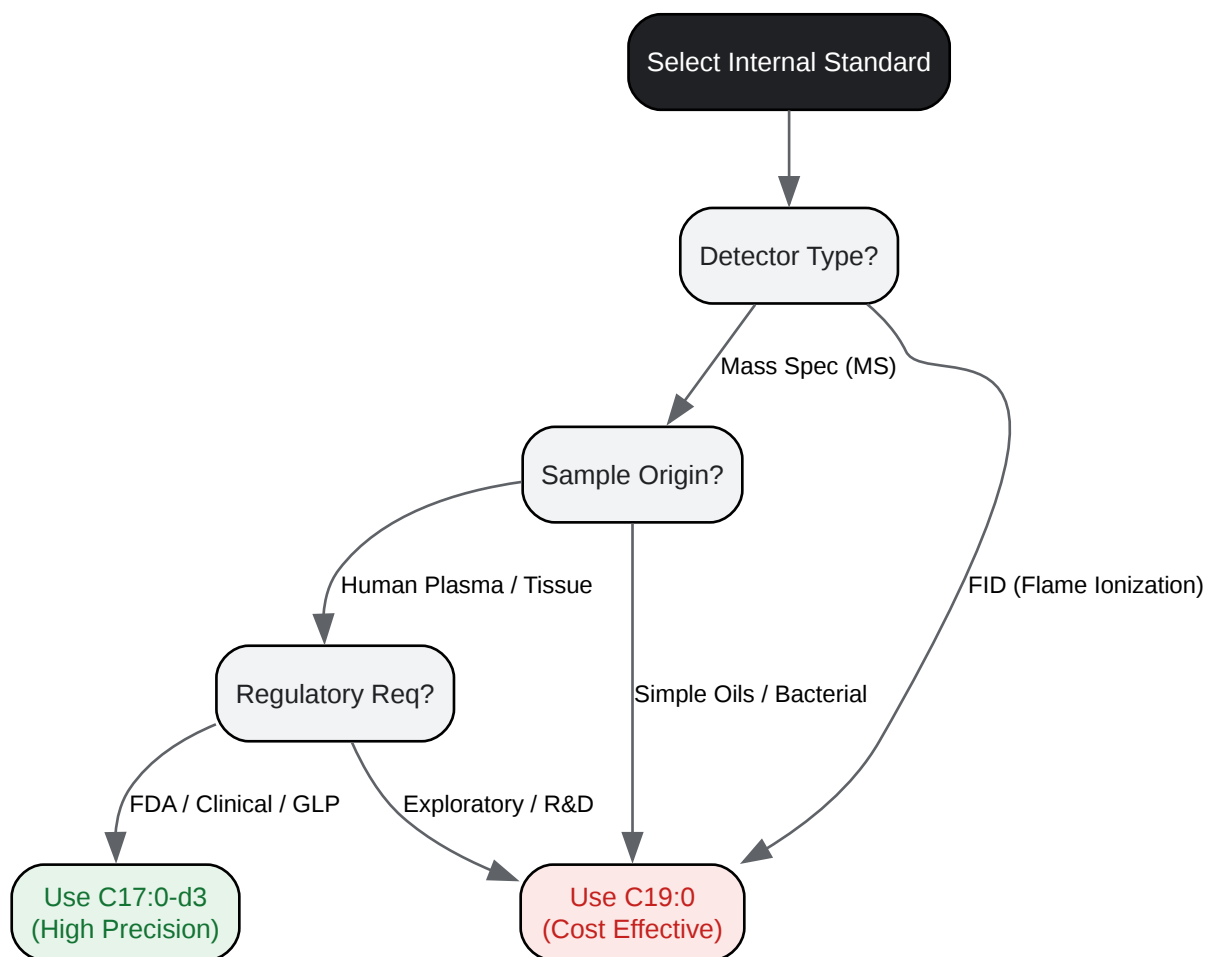 Select Internal Standard
Detector Type?
Mass Spec (MS)
Sample Origin?
Human Plasma / Tissue
FID (Flame Ionization)
Regulatory Req?
Simple Oils / Bacterial
FDA / Clinical / GLP
Exploratory / R&D
Use C17:0-d3
(High Precision)
Use C19:0
(Cost Effective)